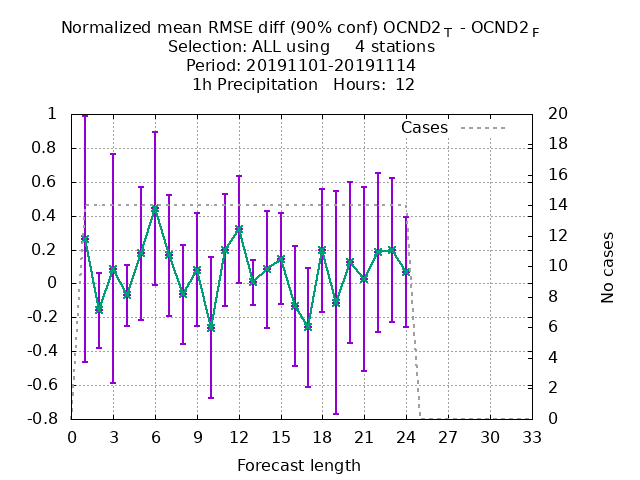 Normalized mean RMSE diff (90% conf) OCND2 T - OCND2 F
Selection: ALL using 4 stations
Period: 20191101-20191114
1h Precipitation Hours: 12
Cases
1
0.8
0.6
0.4
0.2
0
-0.2
-0.4
-0.6
-0.8
20
18
16
14
12
10
8
6
4
2
0
No cases
0 3 6 9 12 15 18 21 24 27 30 33
Forecast length